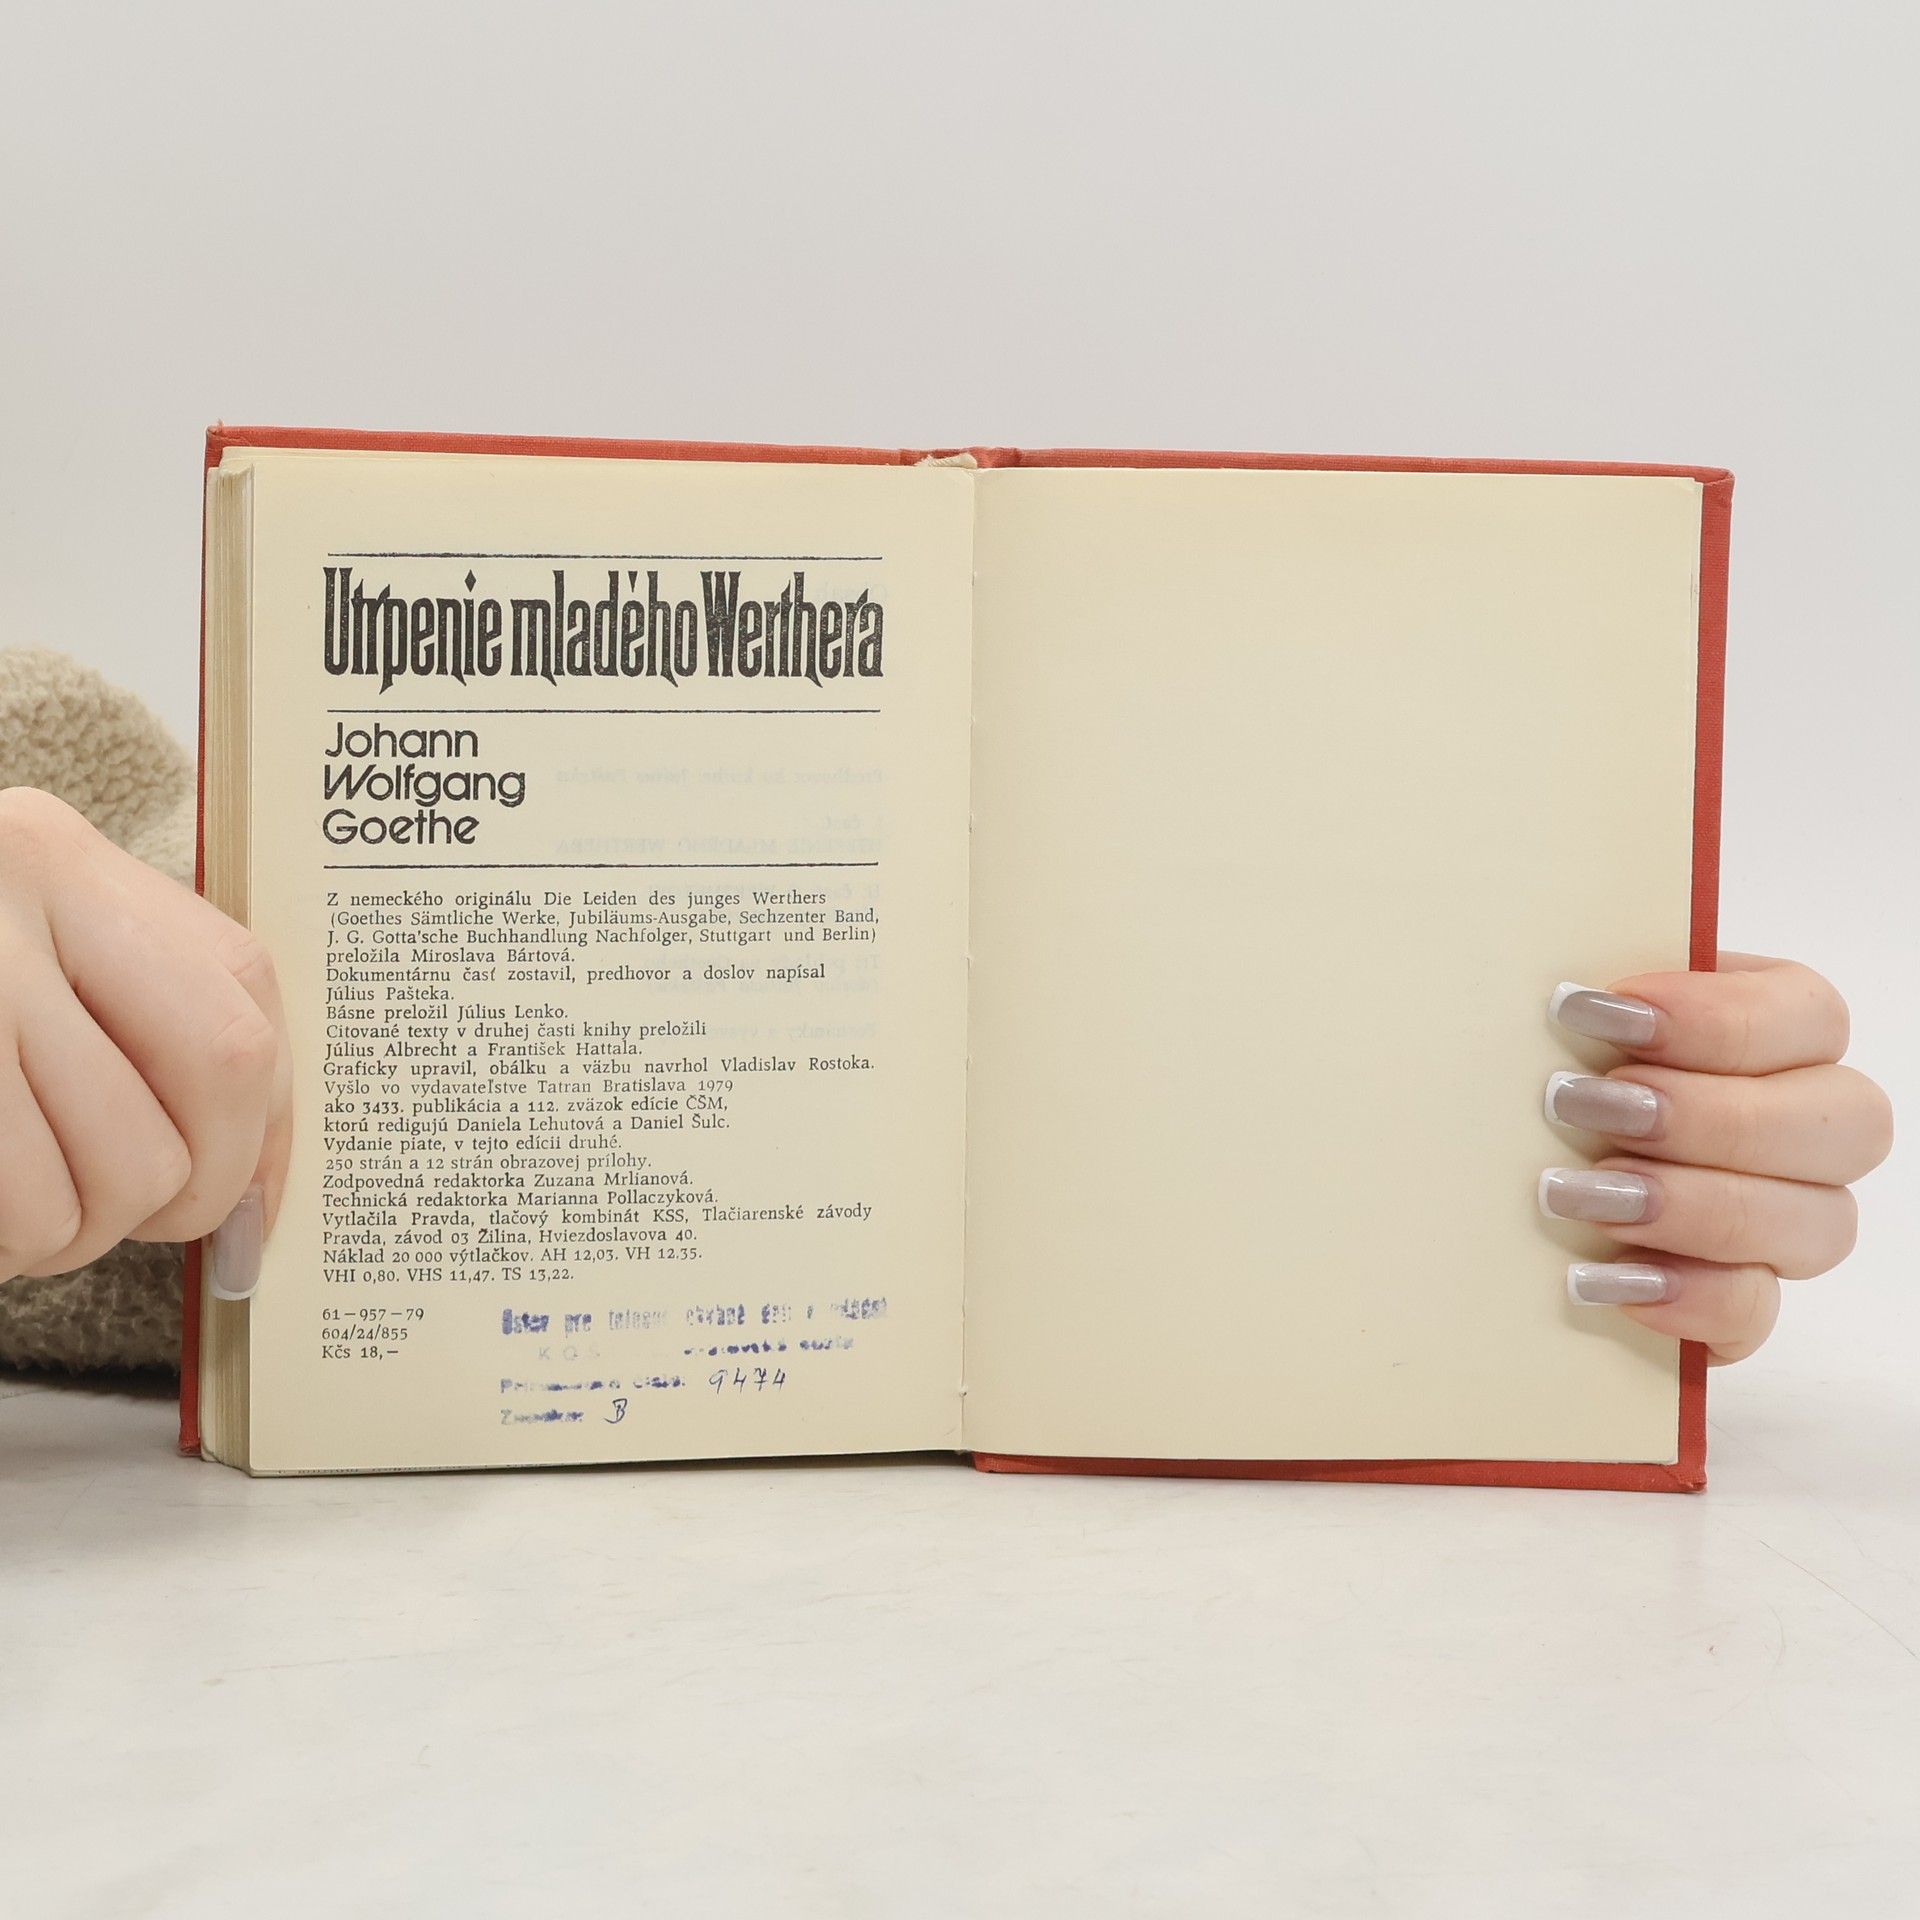 Utrpenie mladého Werthera
Johann
Wolfgang
Goethe
Z nemeckého originálu Die Leiden des junges Werthers
(Goethes Sämtliche Werke, Jubiläums-Ausgabe, Sechzenter Band,
J. G. Gotta'sche Buchhandlung Nachfolger, Stuttgart und Berlin)
preložila Miroslava Bártová.
Dokumentárnu časť zostavil, predhovor a doslov napísal
Július Pašteka.
Básne preložil Július Lenko.
Citované texty v druhej časti knihy preložili
Július Albrecht a František Hattala.
Graficky upravil, obálku a väzbu navrhol Vladislav Rostoka.
Vyšlo vo vydavateľstve Tatran Bratislava 1979
ako 3433. publikácia a 112. zväzok edície ČŠM,
ktorú redigujú Daniela Lehutová a Daniel Šulc.
Vydanie piate, v tejto edícii druhé.
250 strán a 12 strán obrazovej prílohy.
Zodpovedná redaktorka Zuzana Mrlianová.
Technická redaktorka Marianna Pollaczyková.
Vytlačila Pravda, tlačový kombinát KSS, Tlačiarenské závody
Pravda, závod 03 Žilina, Hviezdoslavova 40.
Náklad 20 000 výtlačkov. AH 12,03. VH 12.35.
VHI 0,80. VHS 11,47. TS 13,22.
61–957–79
604/24/855
Kčs 18,–
pre
9474
B